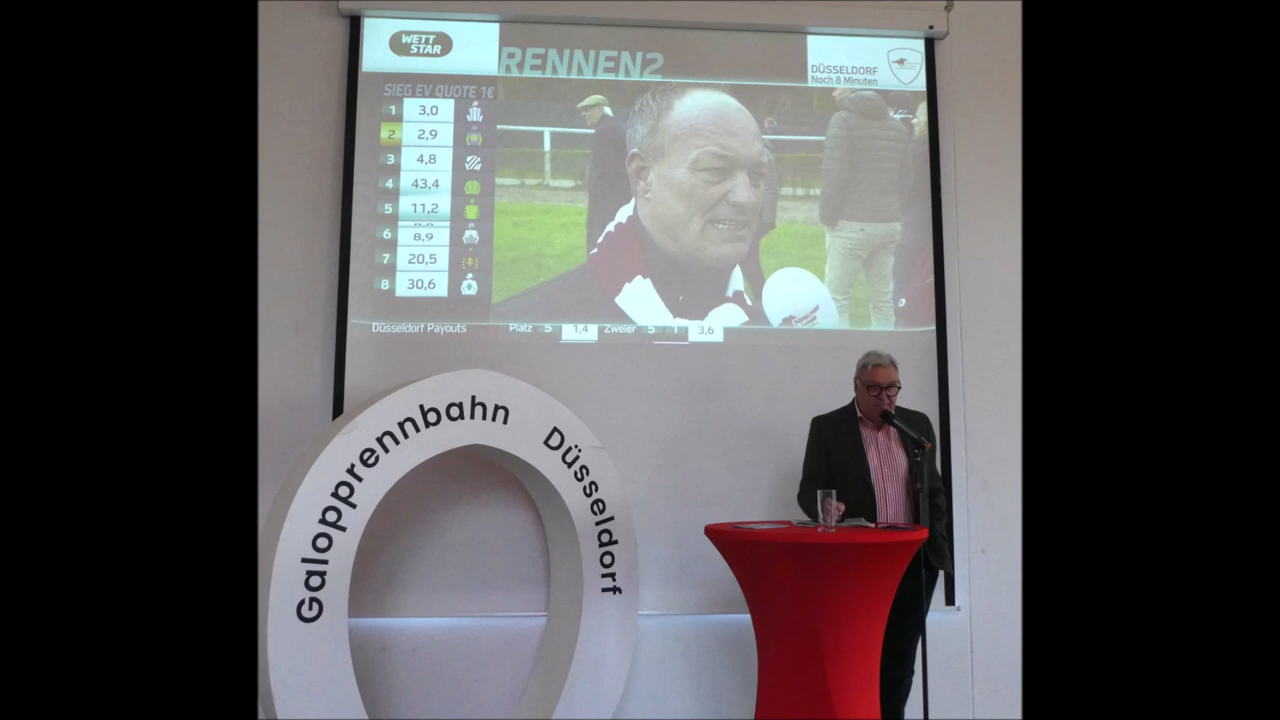 WETT
STAR
RENNEN2
DÜSSELDORF
Noch 8 Minuten
SIEG EV QUOTE 1€
1 3,0
2 2,9
3 4,8
4 43,4
5 11,2
6 8,9
7 20,5
8 30,6
Düsseldorf Payouts Platz 5 1,4 Zweier 5 1 3,6
Galopprennbahn Düsseldorf